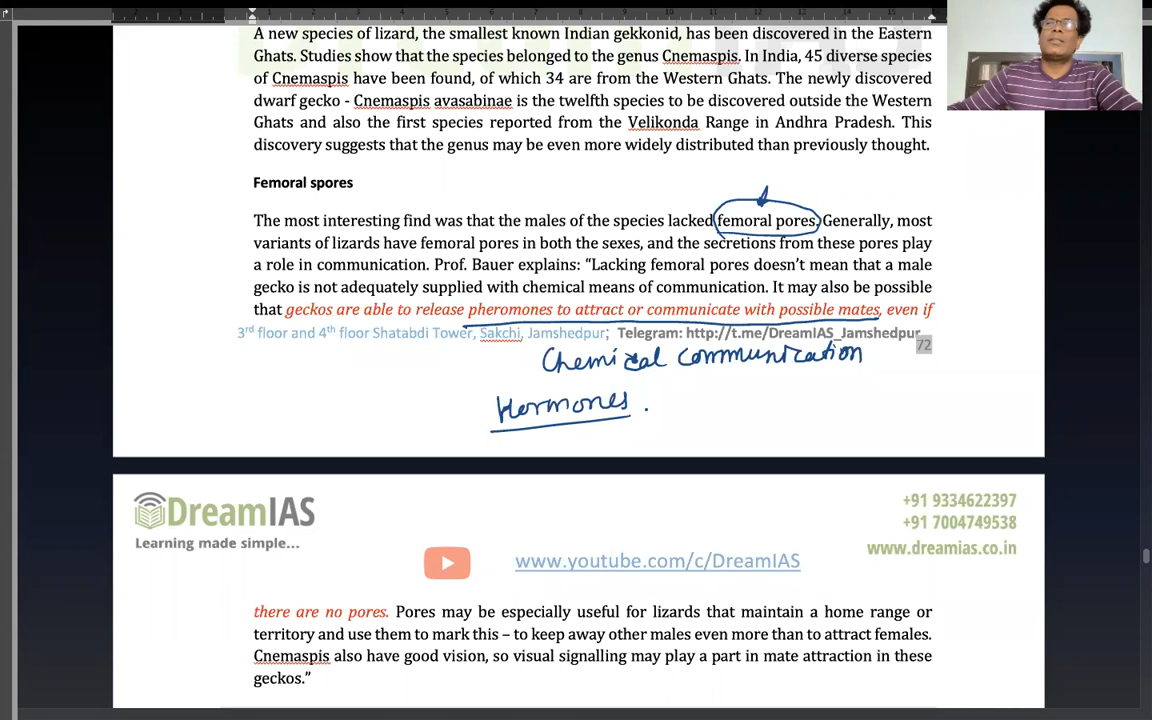 A new species of lizard, the smallest known Indian gekkonid, has been discovered in the Eastern
Ghats. Studies show that the species belonged to the genus Cnemaspis. In India, 45 diverse species
of Cnemaspis have been found, of which 34 are from the Western Ghats. The newly discovered
dwarf gecko - Cnemaspis avasabinae is the twelfth species to be discovered outside the Western
Ghats and also the first species reported from the Velikonda Range in Andhra Pradesh. This
discovery suggests that the genus may be even more widely distributed than previously thought.
Femoral spores
The most interesting find was that the males of the species lacked femoral pores. Generally, most
variants of lizards have femoral pores in both the sexes, and the secretions from these pores play
a role in communication. Prof. Bauer explains: “Lacking femoral pores doesn’t mean that a male
gecko is not adequately supplied with chemical means of communication. It may also be possible
that geckos are able to release pheromones to attract or communicate with possible mates, even if
3rd floor and 4th floor Shatabdi Tower, Sakchi, Jamshedpur; Telegram: http://t.me/DreamIAS_Jamshedpur
72
Chemical communication
Hormones.
DreamIAS
Learning made simple...
+91 9334622397
+91 7004749538
www.dreamias.co.in
www.youtube.com/c/DreamIAS
there are no pores. Pores may be especially useful for lizards that maintain a home range or
territory and use them to mark this – to keep away other males even more than to attract females.
Cnemaspis also have good vision, so visual signalling may play a part in mate attraction in these
geckos.”